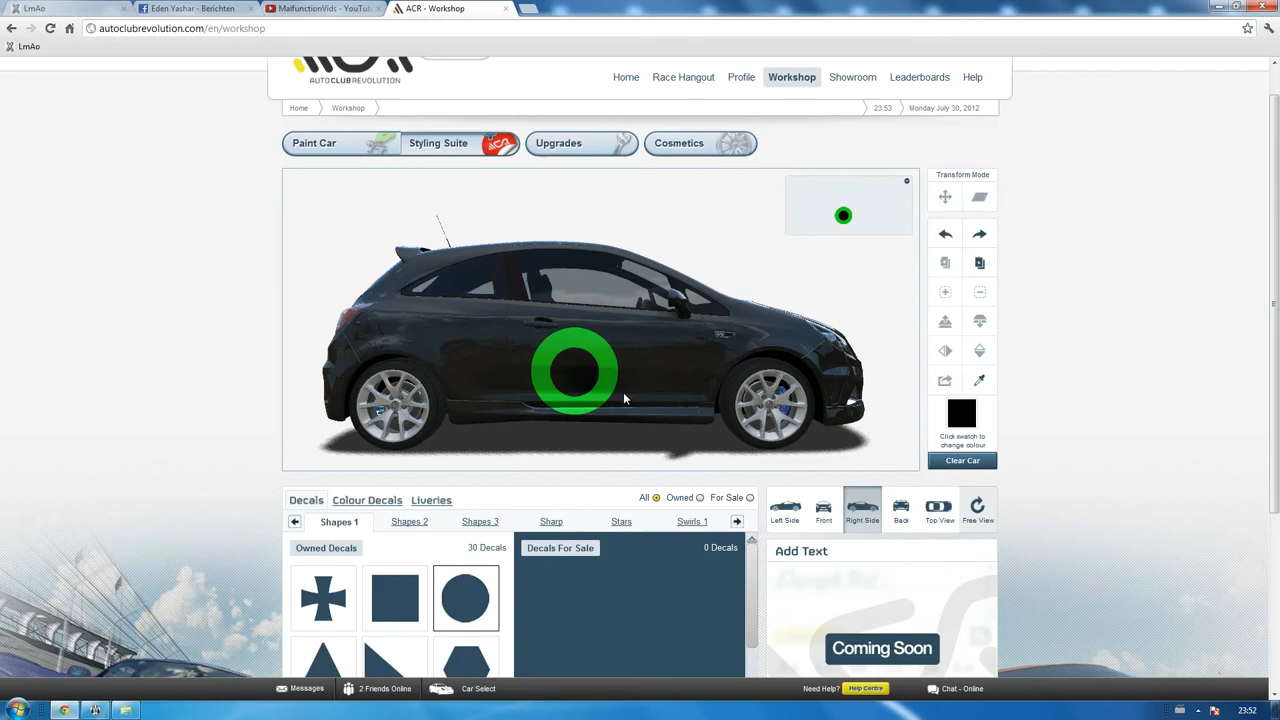 LmAo
Eden Yashar - Berichten
MalfunctionVids - YouTube
ACR - Workshop
autoclubrevolution.com/en/workshop
LmAo
AUTOCLUBREVOLUTION
Home Race Hangout Profile Workshop Showroom Leaderboards Help
Home Workshop 23:53 Monday July 30, 2012
Paint Car Styling Suite ACR Upgrades Cosmetics
Transform Mode
Click swatch to
change colour
Clear Car
Decals Colour Decals Liveries All Owned For Sale
Left Side Front Right Side Back Top View Free View
Shapes 1 Shapes 2 Shapes 3 Sharp Stars Swirls 1
Owned Decals 30 Decals Decals For Sale 0 Decals
Add Text
Coming Soon
Messages 2 Friends Online Car Select Need Help? Help Centre Chat - Online
23:52